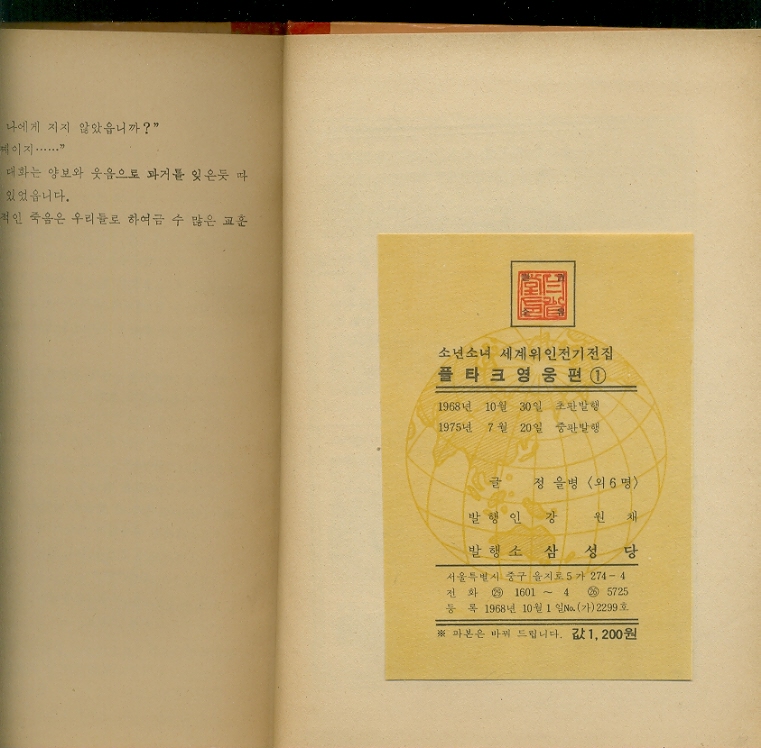 나에게 지지 않았읍니까?”
페이지……”
대화는 양보와 웃음으로 과거를 잊은듯 따
있었읍니다.
적인 죽음은 우리들로 하여금 수 많은 교훈
소년소녀 세계위인전기전집
플타크영웅편①
1968년 10월 30일 초판발행
1975년 7월 20일 중판발행
글 정을병 〈외6명〉
발행인 강원채
발행소 삼성당
서울특별시 중구 을지로5가 274-4
전화 ㉕ 1601~4 ㉖ 5725
등록 1968년 10월 1일No.(가)2299호
※ 파본은 바꿔 드립니다. 값1,200원